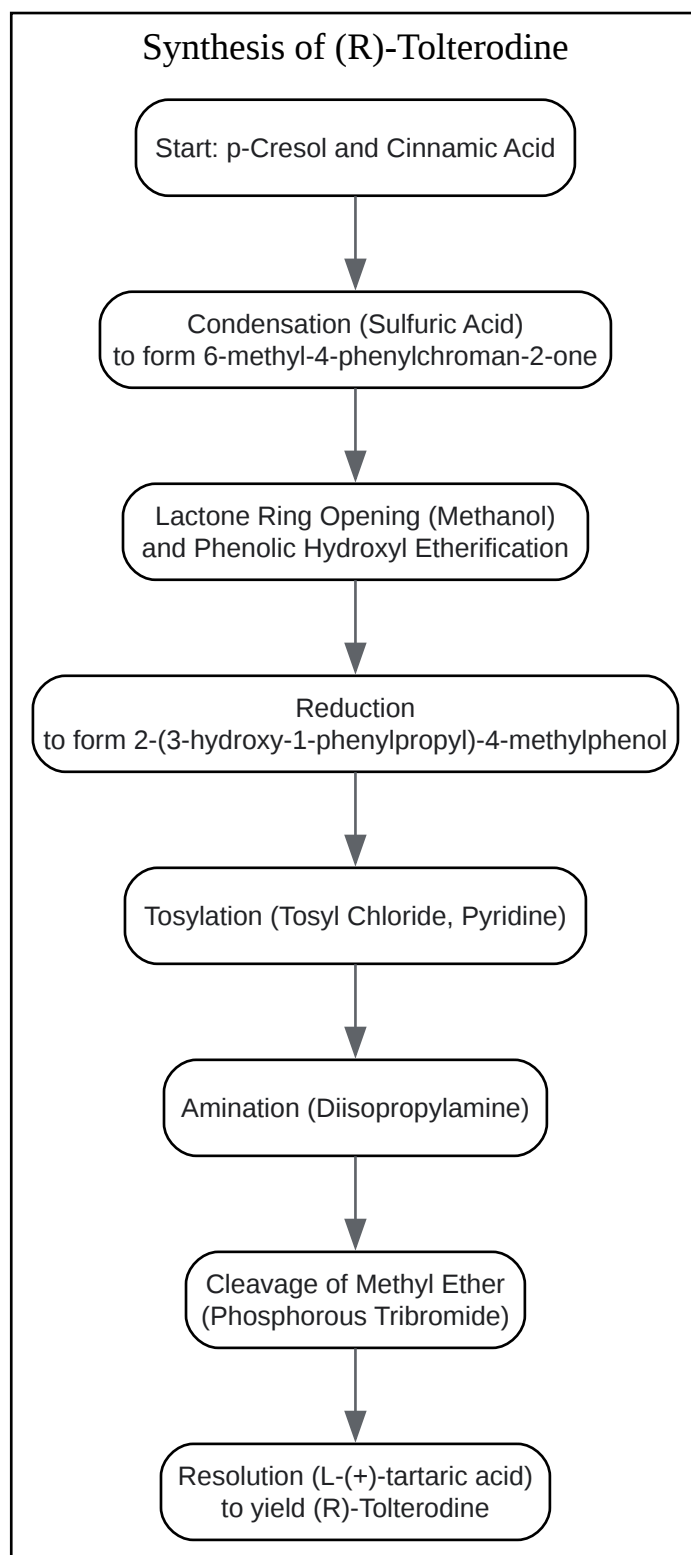 Synthesis of (R)-Tolterodine
Start: p-Cresol and Cinnamic Acid
Condensation (Sulfuric Acid)
to form 6-methyl-4-phenylchroman-2-one
Lactone Ring Opening (Methanol)
and Phenolic Hydroxyl Etherification
Reduction
to form 2-(3-hydroxy-1-phenylpropyl)-4-methylphenol
Tosylation (Tosyl Chloride, Pyridine)
Amination (Diisopropylamine)
Cleavage of Methyl Ether
(Phosphorous Tribromide)
Resolution (L-(+)-tartaric acid)
to yield (R)-Tolterodine